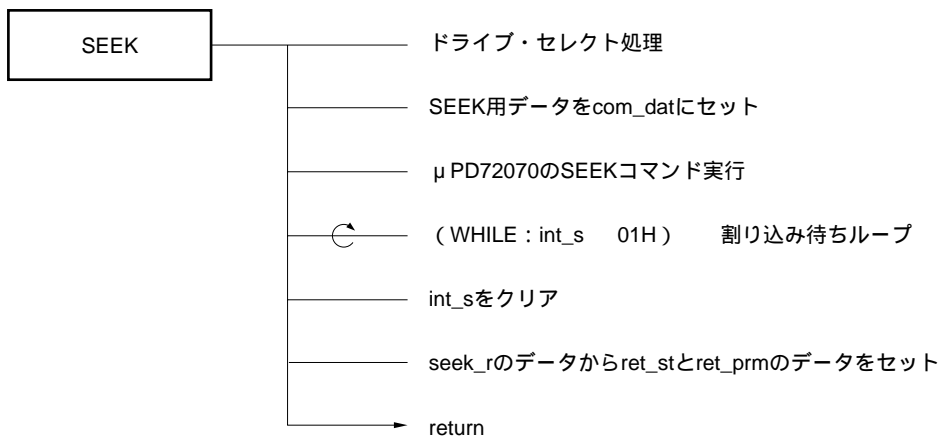 SEEK
ドライブ・セレクト処理
SEEK用データをcom_datにセット
μPD72070のSEEKコマンド実行
（WHILE：int_s　01H）　割り込み待ちループ
int_sをクリア
seek_rのデータからret_stとret_prmのデータをセット
return